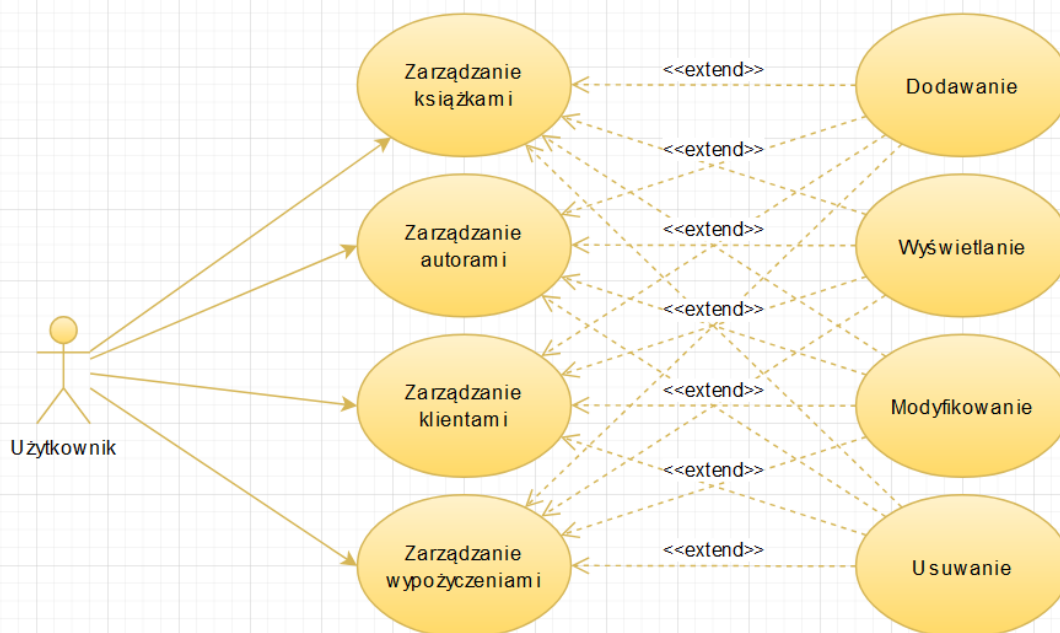 Zarządzanie
książkami
<<extend>>
Dodawanie
<<extend>>
Zarządzanie
autorami
<<extend>>
Wyświetlanie
<<extend>>
Zarządzanie
klientami
<<extend>>
Modyfikowanie
Użytkownik
<<extend>>
Zarządzanie
wypożyczeniami
<<extend>>
Usuwanie